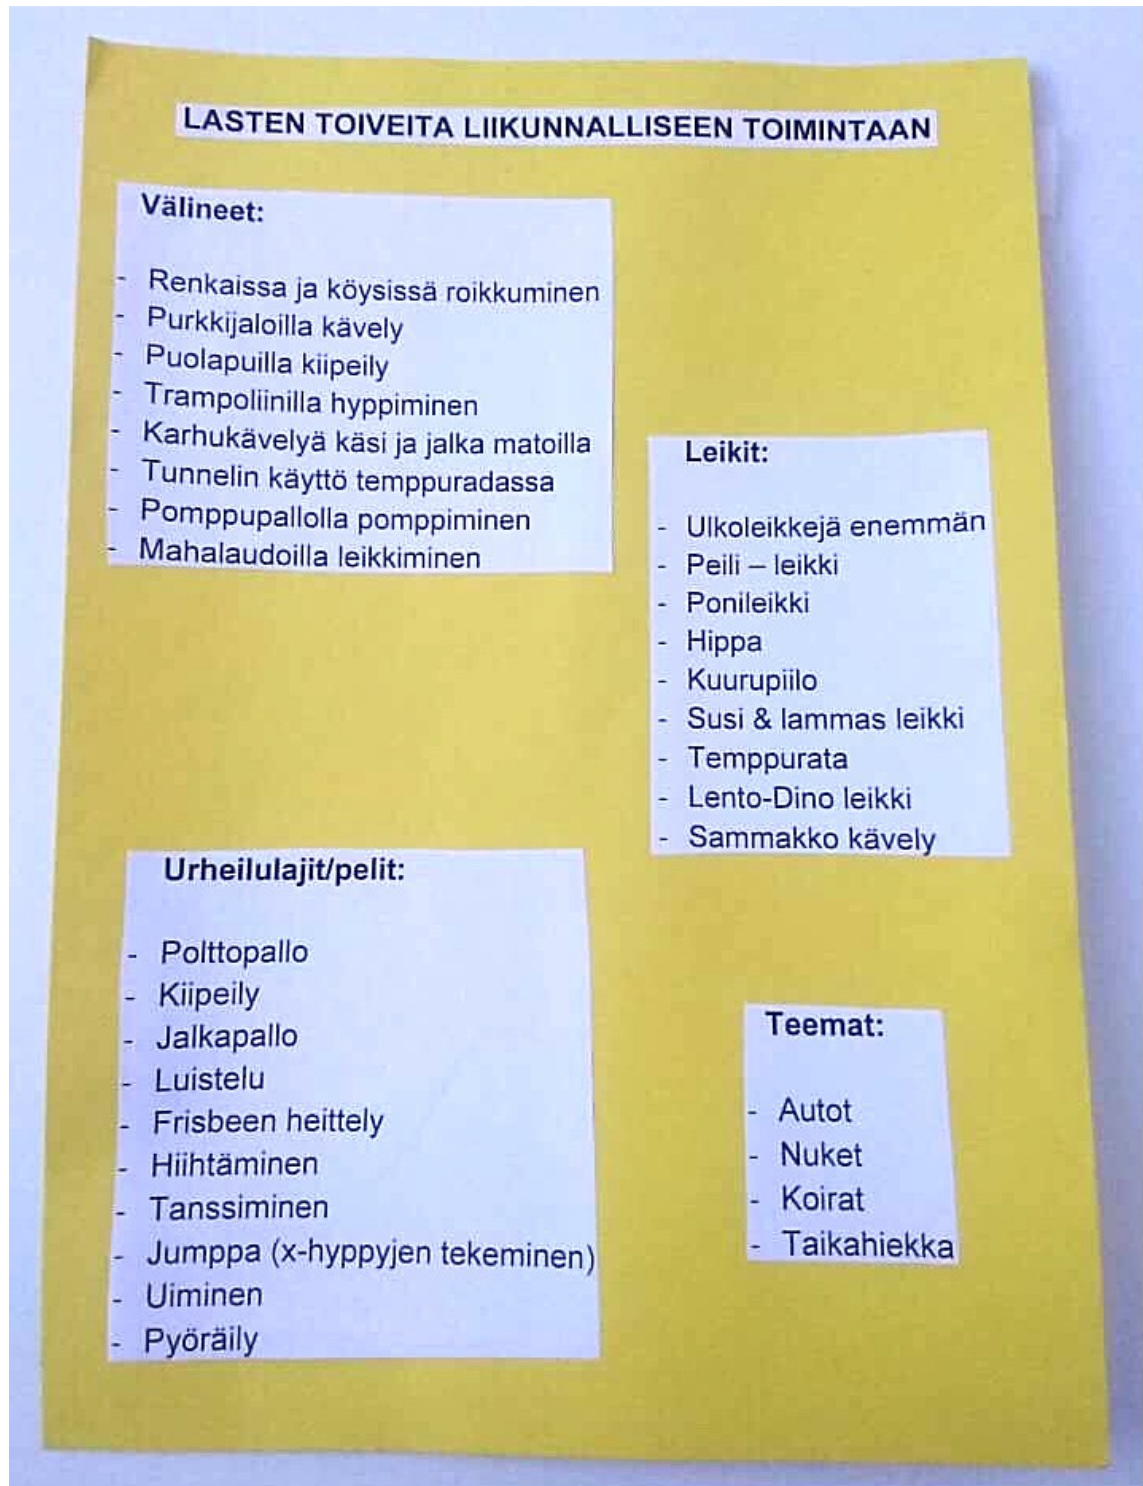 LASTEN TOIVEITA LIIKUNNALLISEEN TOIMINTAAN
Välineet:
- Renkaissa ja köysissä roikkuminen
- Purkkijaloilla kävely
- Puolapuilla kiipeily
- Trampoliinilla hyppiminen
- Karhukävelyä käsi ja jalka matoilla
- Tunnelin käyttö temppuradassa
- Pomppupallolla pomppiminen
- Mahalaudoilla leikkiminen
Leikit:
- Ulkoleikkejä enemmän
- Peili – leikki
- Ponileikki
- Hippa
- Kuurupiilo
- Susi & lammas leikki
- Temppurata
- Lento-Dino leikki
- Sammakko kävely
Urheilulajit/pelit:
- Polttopallo
- Kiipeily
- Jalkapallo
- Luistelu
- Frisbeen heittely
- Hiihtäminen
- Tanssiminen
- Jumppa (x-hyppyjen tekeminen)
- Uiminen
- Pyöräily
Teemat:
- Autot
- Nuket
- Koirat
- Taikahiekka